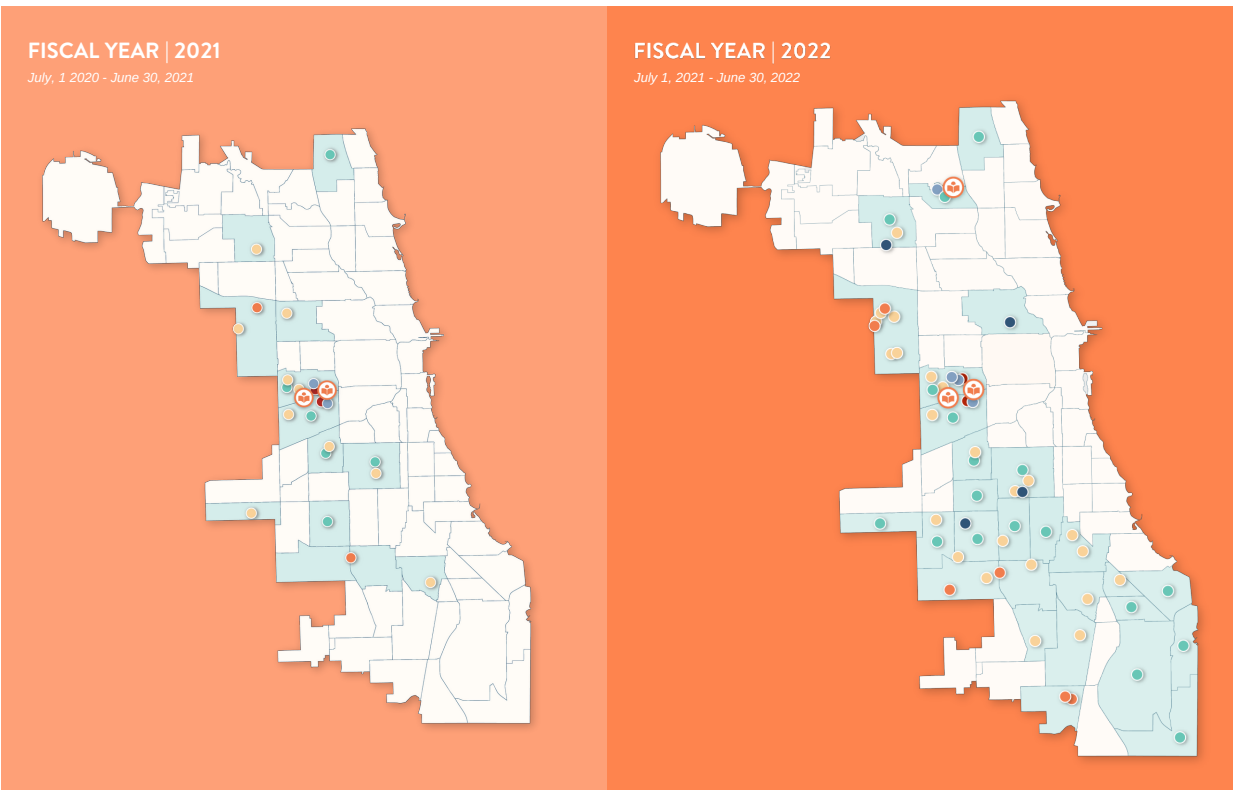 FISCAL YEAR | 2021
July, 1 2020 - June 30, 2021
FISCAL YEAR | 2022
July 1, 2021 - June 30, 2022